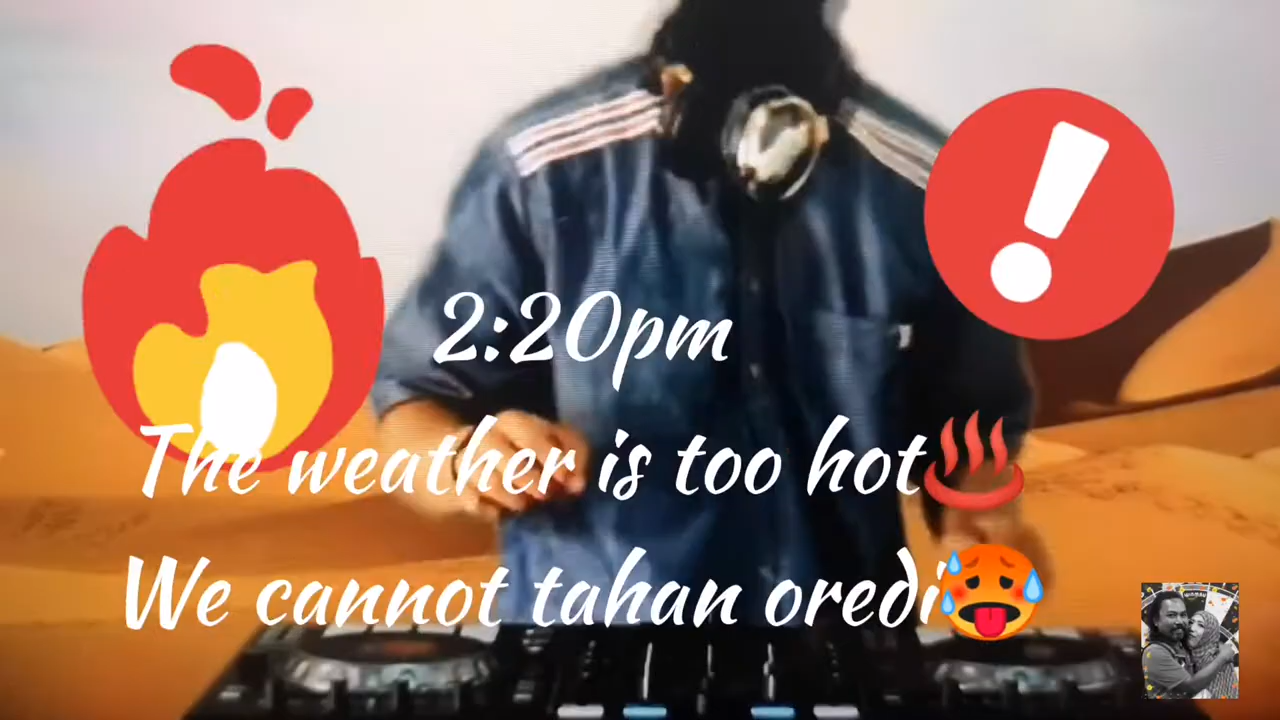 2:20pm
The weather is too hot♨️
We cannot tahan oredi🥵